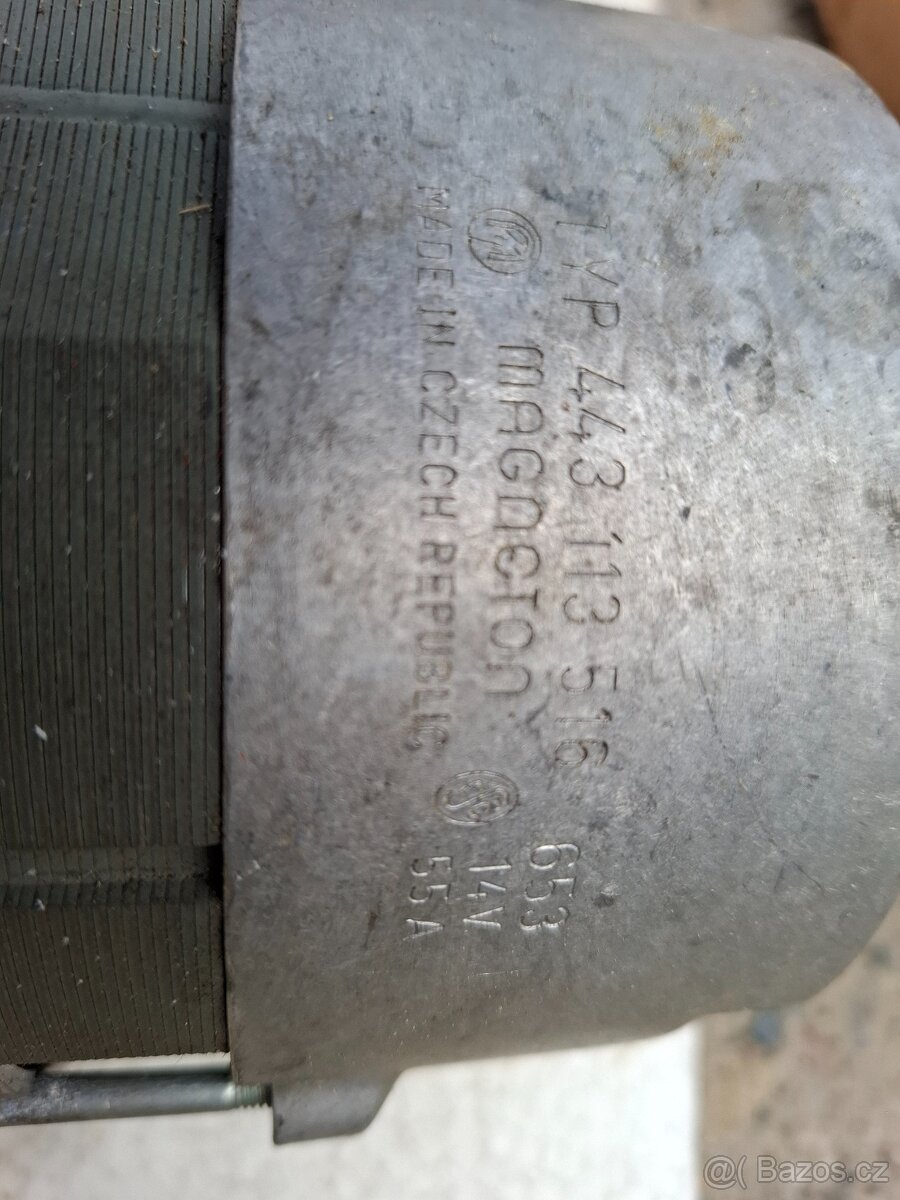 TYP 443 113 516 653
magneton 14V
MADE IN CZECH REPUBLIC 55A
@( Bazos.cz